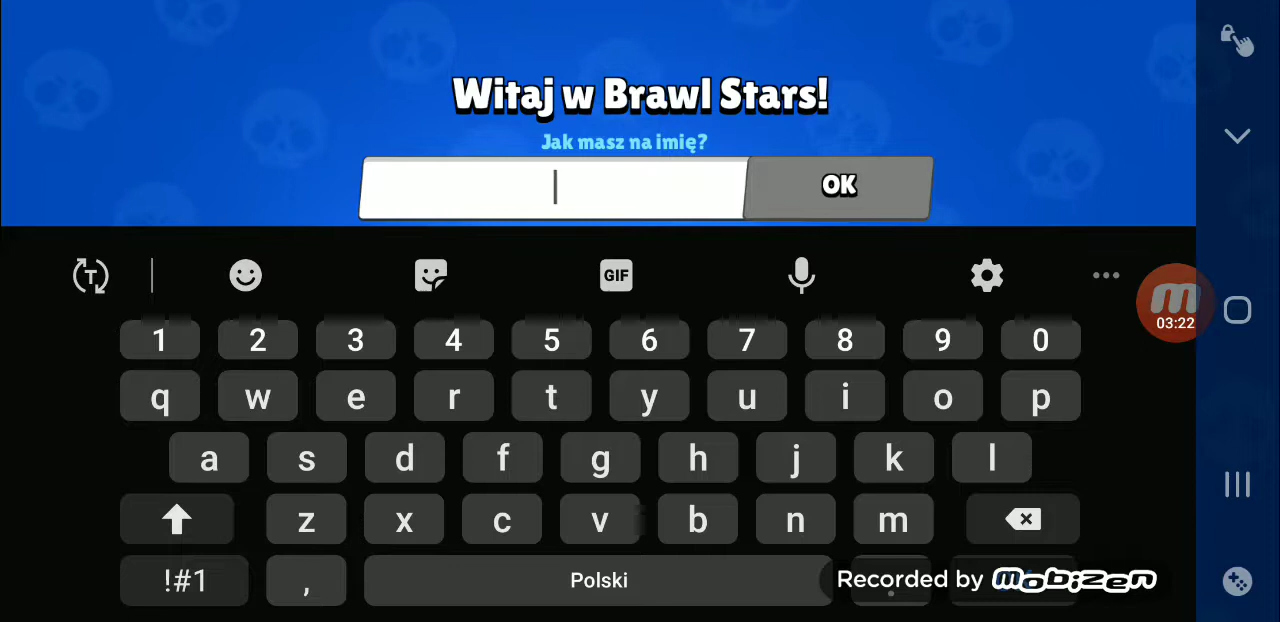 Witaj w Brawl Stars!
Jak masz na imię?
OK
GIF
03:22
1 2 3 4 5 6 7 8 9 0
q w e r t y u i o p
a s d f g h j k l
z x c v b n m
!#1 , Polski .
Recorded by mobizen